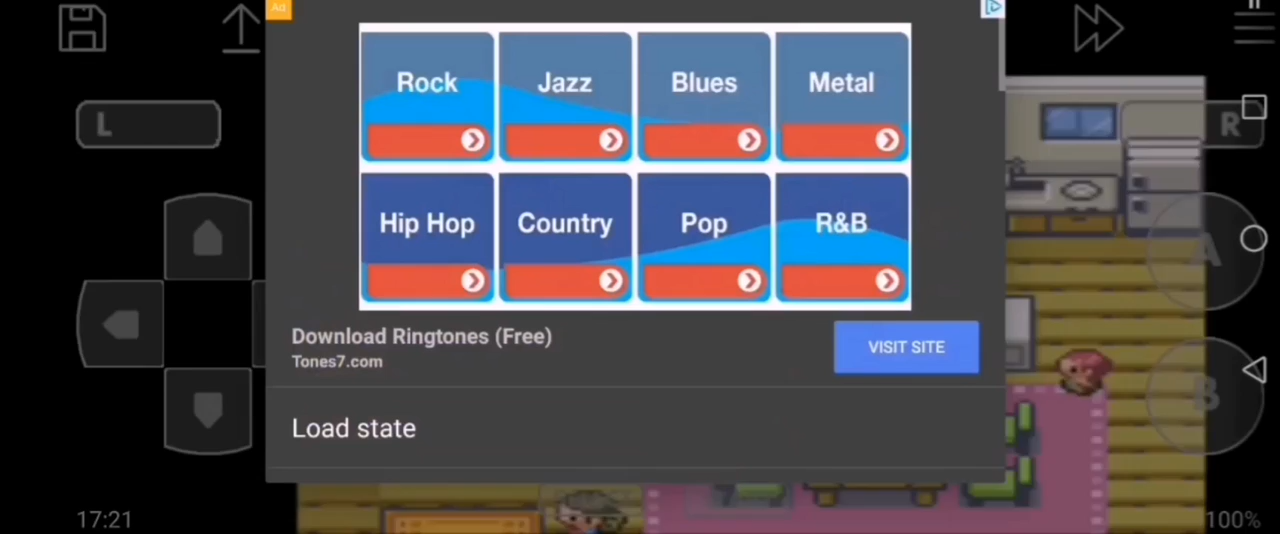 Ad
L
R
Rock
Jazz
Blues
Metal
Hip Hop
Country
Pop
R&B
Download Ringtones (Free)
Tones7.com
VISIT SITE
A
Load state
B
17:21
100%